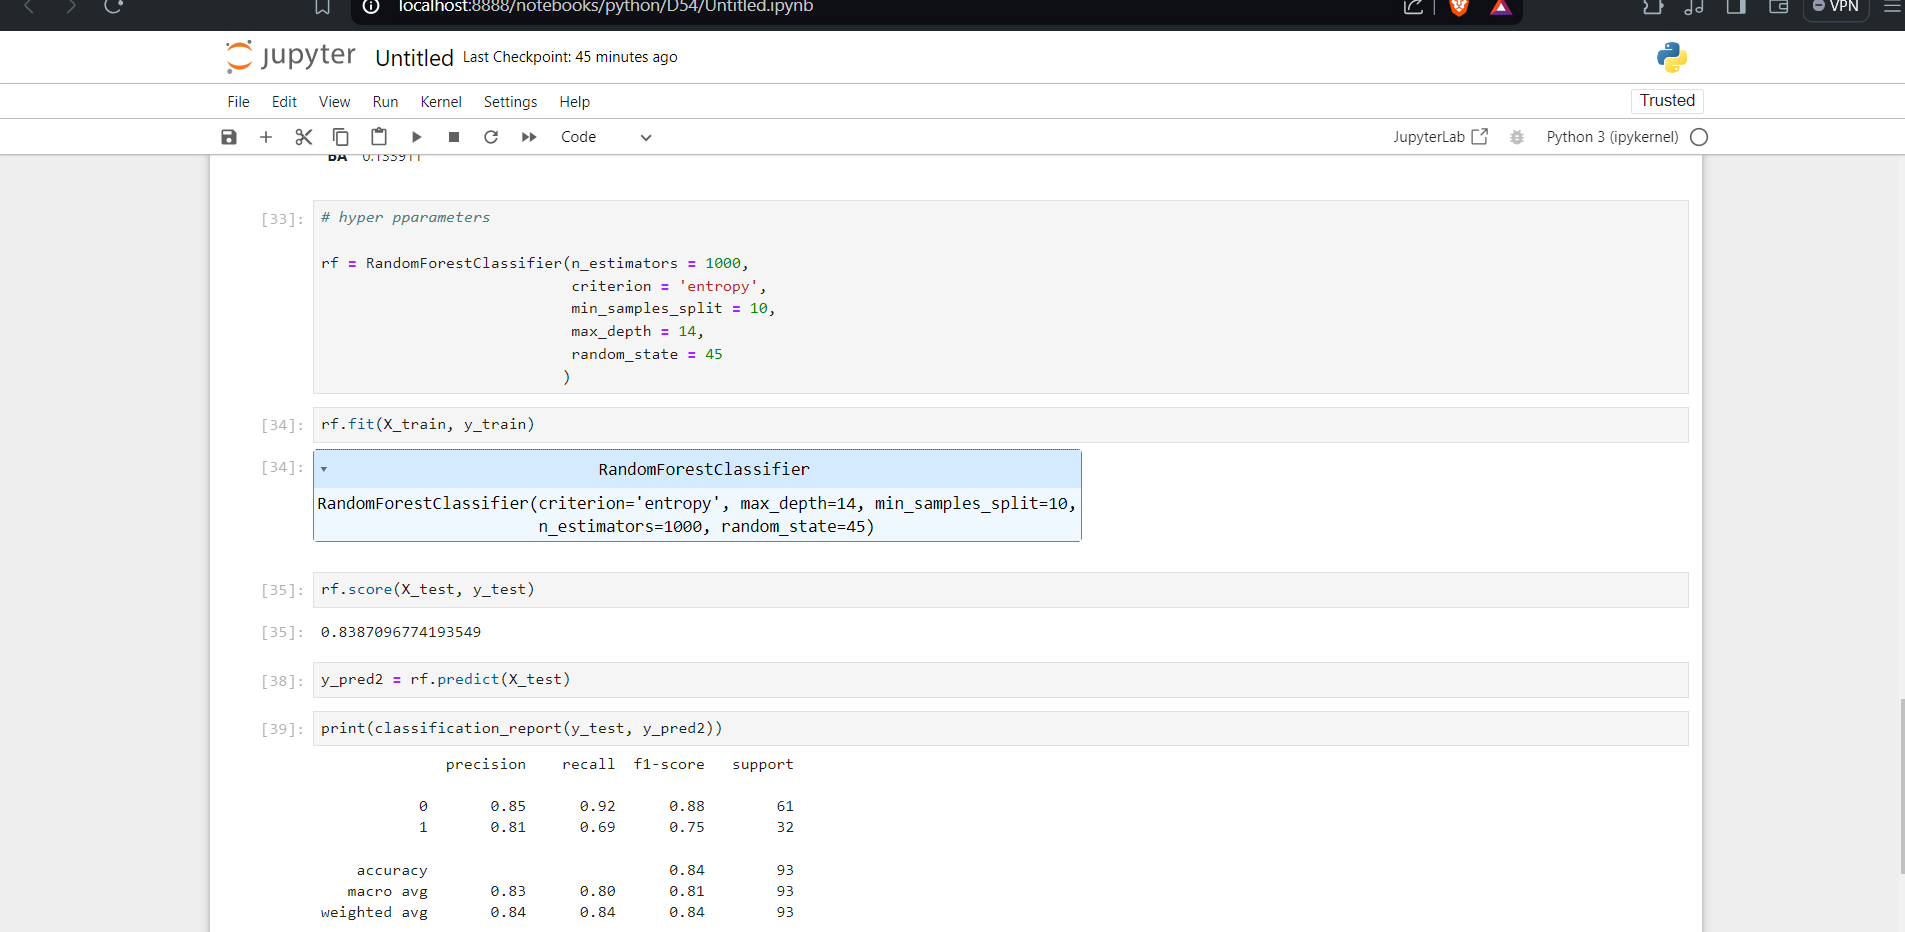 localhost:8888/notebooks/python/D54/Untitled.ipynb
VPN
jupyter Untitled Last Checkpoint: 45 minutes ago
File Edit View Run Kernel Settings Help Trusted
Code JupyterLab Python 3 (ipykernel)
BA 0.133911
[33]: # hyper pparameters
rf = RandomForestClassifier(n_estimators = 1000,
criterion = 'entropy',
min_samples_split = 10,
max_depth = 14,
random_state = 45
)
[34]: rf.fit(X_train, y_train)
[34]: RandomForestClassifier
RandomForestClassifier(criterion='entropy', max_depth=14, min_samples_split=10,
n_estimators=1000, random_state=45)
[35]: rf.score(X_test, y_test)
[35]: 0.8387096774193549
[38]: y_pred2 = rf.predict(X_test)
[39]: print(classification_report(y_test, y_pred2))
precision recall f1-score support
0 0.85 0.92 0.88 61
1 0.81 0.69 0.75 32
accuracy 0.84 93
macro avg 0.83 0.80 0.81 93
weighted avg 0.84 0.84 0.84 93